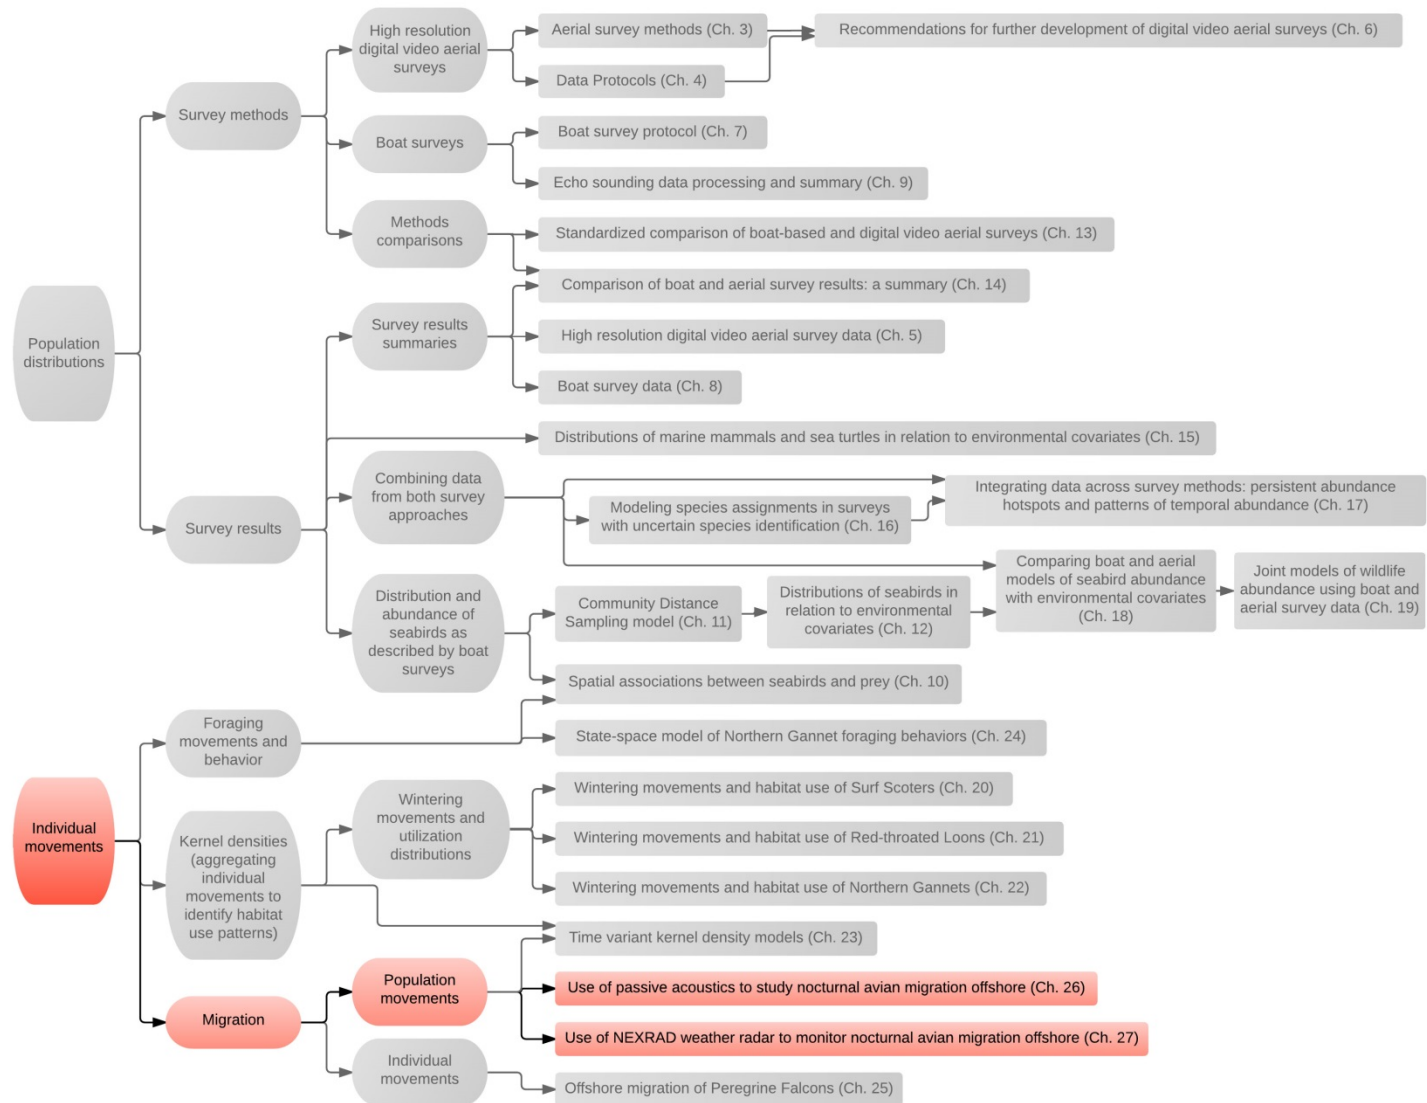 High resolution
digital video aerial
surveys
Aerial survey methods (Ch. 3)
Recommendations for further development of digital video aerial surveys (Ch. 6)
Data Protocols (Ch. 4)
Survey methods
Boat surveys
Boat survey protocol (Ch. 7)
Echo sounding data processing and summary (Ch. 9)
Methods
comparisons
Standardized comparison of boat-based and digital video aerial surveys (Ch. 13)
Comparison of boat and aerial survey results: a summary (Ch. 14)
Population
distributions
Survey results
summaries
High resolution digital video aerial survey data (Ch. 5)
Boat survey data (Ch. 8)
Distributions of marine mammals and sea turtles in relation to environmental covariates (Ch. 15)
Survey results
Combining data
from both survey
approaches
Modeling species assignments in surveys
with uncertain species identification (Ch. 16)
Integrating data across survey methods: persistent abundance
hotspots and patterns of temporal abundance (Ch. 17)
Distribution and
abundance of
seabirds as
described by boat
surveys
Community Distance
Sampling model (Ch. 11)
Distributions of seabirds in
relation to environmental
covariates (Ch. 12)
Comparing boat and aerial
models of seabird abundance
with environmental covariates
(Ch. 18)
Joint models of wildlife
abundance using boat and
aerial survey data (Ch. 19)
Spatial associations between seabirds and prey (Ch. 10)
Foraging
movements and
behavior
State-space model of Northern Gannet foraging behaviors (Ch. 24)
Individual
movements
Kernel densities
(aggregating
individual
movements to
identify habitat
use patterns)
Wintering
movements and
utilization
distributions
Wintering movements and habitat use of Surf Scoters (Ch. 20)
Wintering movements and habitat use of Red-throated Loons (Ch. 21)
Wintering movements and habitat use of Northern Gannets (Ch. 22)
Time variant kernel density models (Ch. 23)
Migration
Population
movements
Use of passive acoustics to study nocturnal avian migration offshore (Ch. 26)
Use of NEXRAD weather radar to monitor nocturnal avian migration offshore (Ch. 27)
Individual
movements
Offshore migration of Peregrine Falcons (Ch. 25)